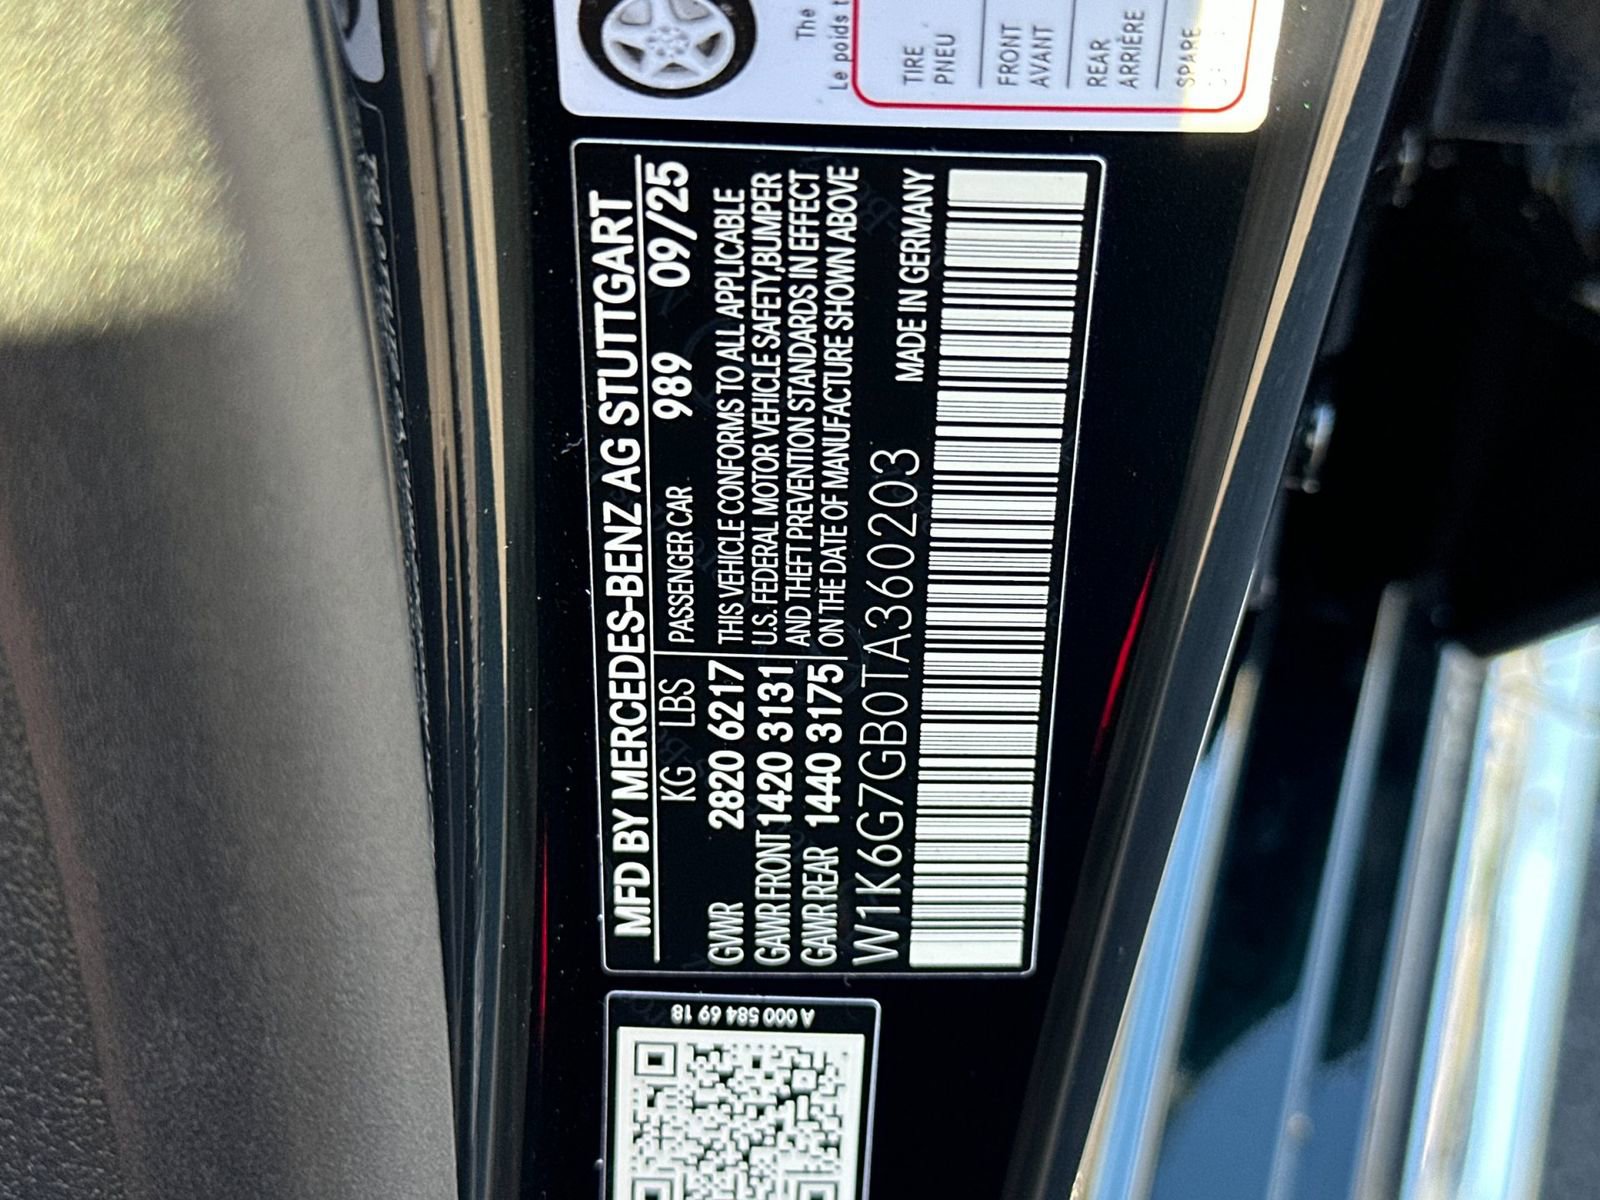 MFD BY MERCEDES-BENZ AG STUTTGART
KG LBS PASSENGER CAR 989 09/25
GVWR 2820 6217 THIS VEHICLE CONFORMS TO ALL APPLICABLE
GAWR FRONT 1420 3131 U.S. FEDERAL MOTOR VEHICLE SAFETY,BUMPER
GAWR REAR 1440 3175 AND THEFT PREVENTION STANDARDS IN EFFECT
ON THE DATE OF MANUFACTURE SHOWN ABOVE
W1K6G7GB0TA360203 MADE IN GERMANY
A 000 584 69 18
The
Le poids
TIRE
PNEU
FRONT
AVANT
REAR
ARRIÈRE
SPARE